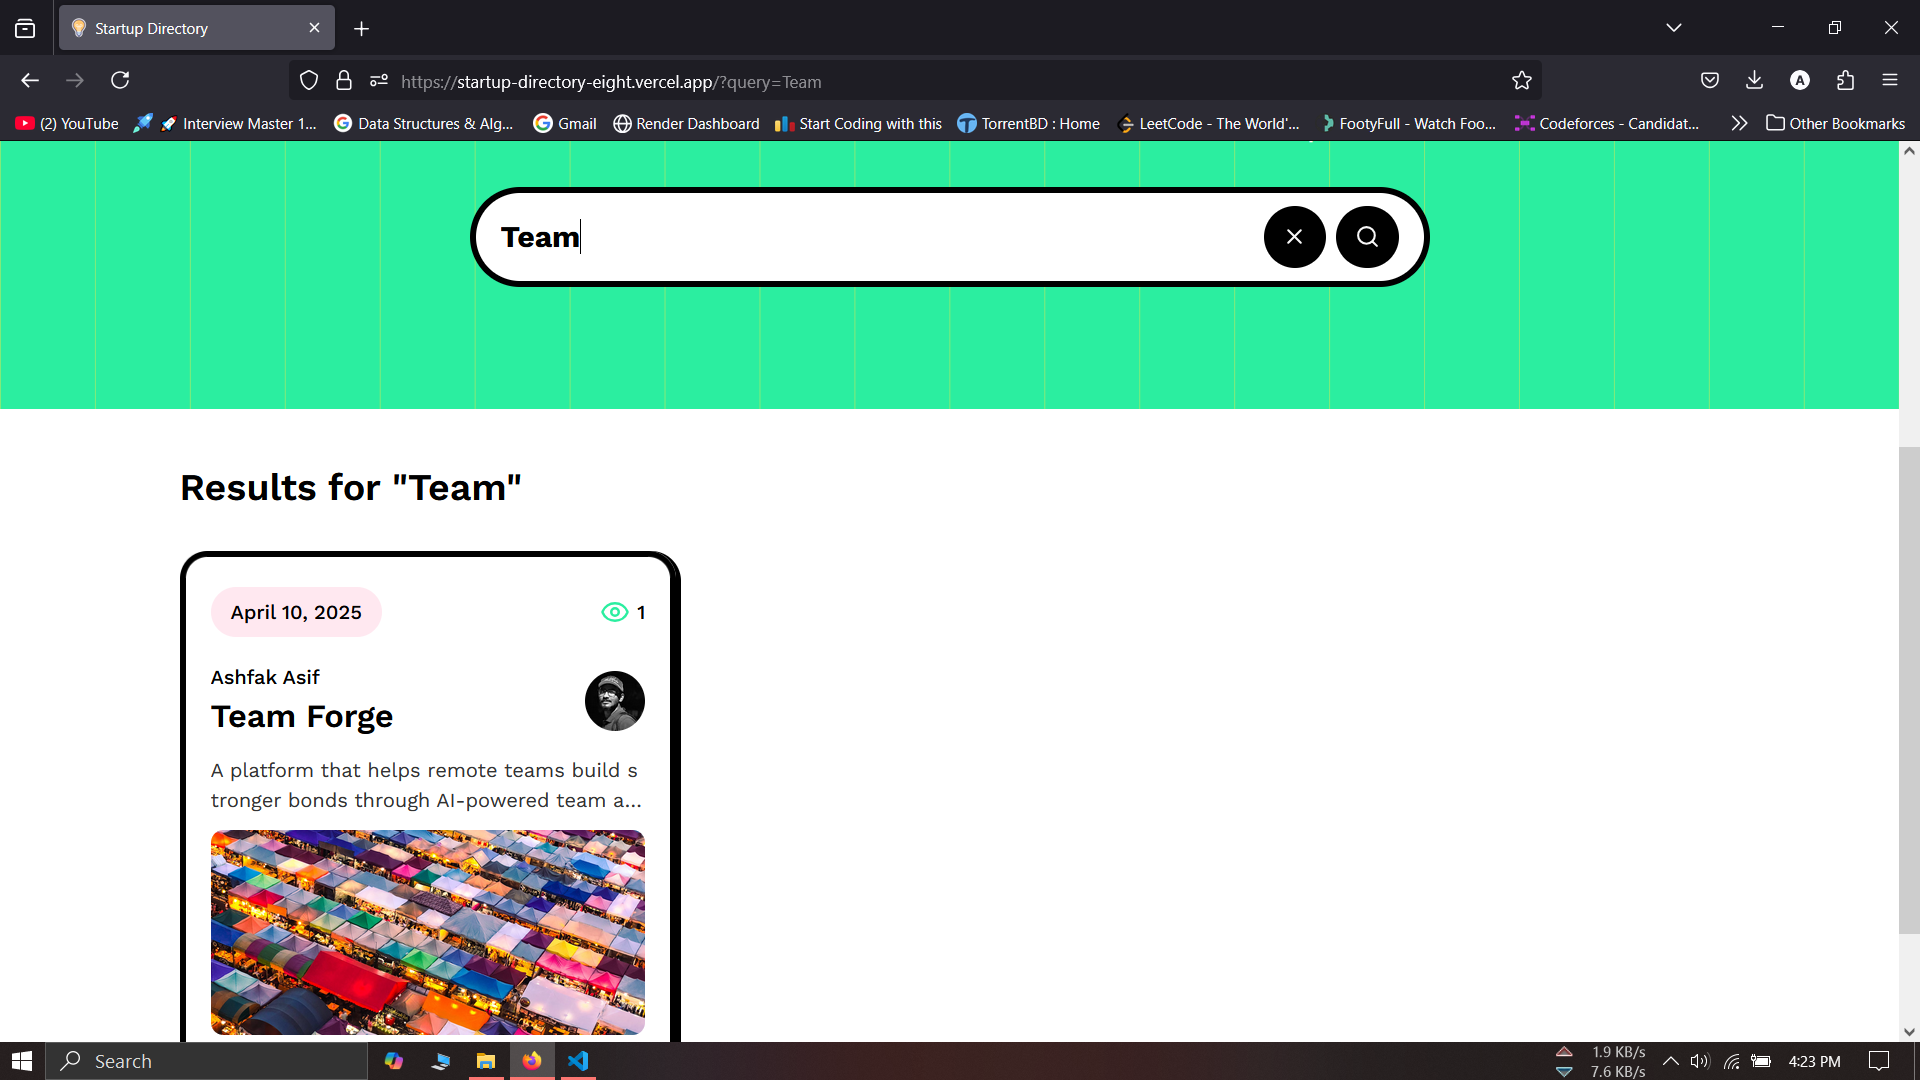 Startup Directory
https://startup-directory-eight.vercel.app/?query=Team
A
(2) YouTube
Interview Master 1...
Data Structures & Alg...
Gmail
Render Dashboard
Start Coding with this
TorrentBD : Home
LeetCode - The World'...
FootyFull - Watch Foo...
Codeforces - Candidat...
Other Bookmarks
Team
Results for "Team"
April 10, 2025
1
Ashfak Asif
Team Forge
A platform that helps remote teams build s
tronger bonds through AI-powered team a...
Search
1.9 KB/s
7.6 KB/s
4:23 PM